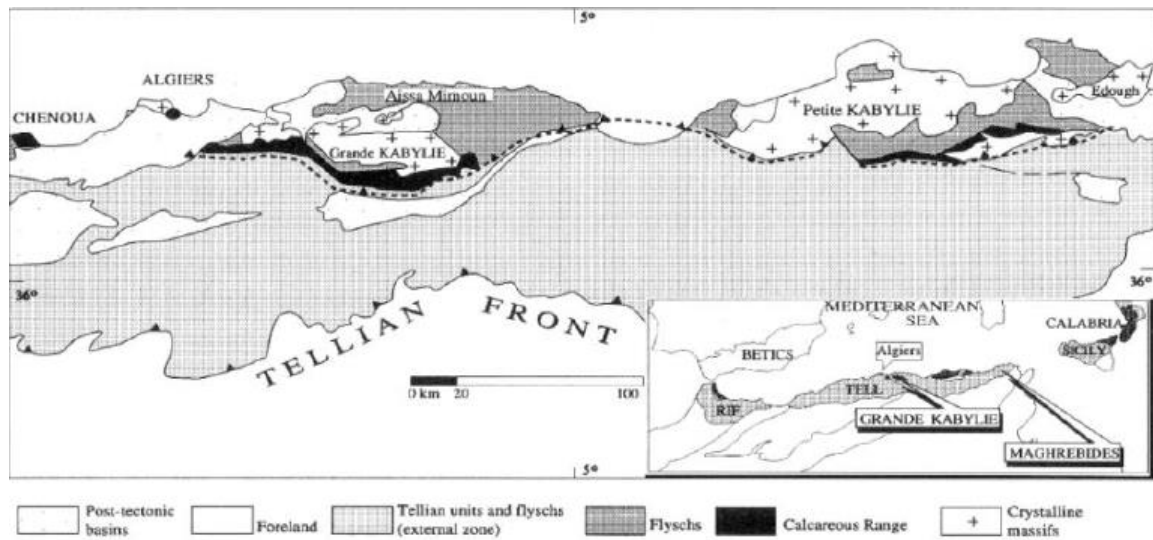 5°
ALGIERS
CHENOUA
Aissa Mimoun
Grande KABYLIE
Petite KABYLIE
Edough
36°
36°
TELLIAN FRONT
0 km 20 100
5°
MEDITERRANEAN
SEA
CALABRIA
SICILY
BETICS
Algiers
RIF
TELL
GRANDE KABYLIE
MAGHREBIDES
Post-tectonic
basins
Foreland
Tellian units and flyschs
(external zone)
Flyschs
Calcareous Range
Crystalline
massifs